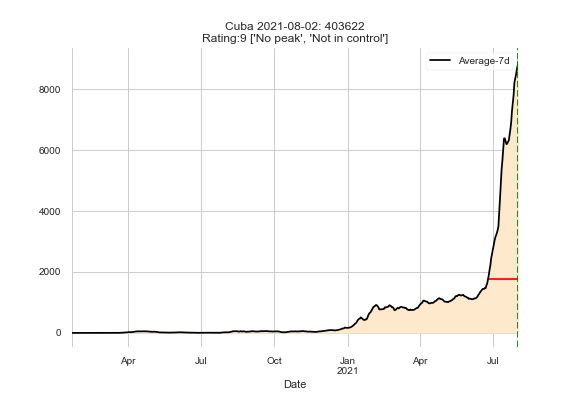 Cuba 2021-08-02: 403622
Rating:9 ['No peak', 'Not in control']
Average-7d
8000
6000
4000
2000
0
Apr
Jul
Oct
Jan
2021
Apr
Jul
Date